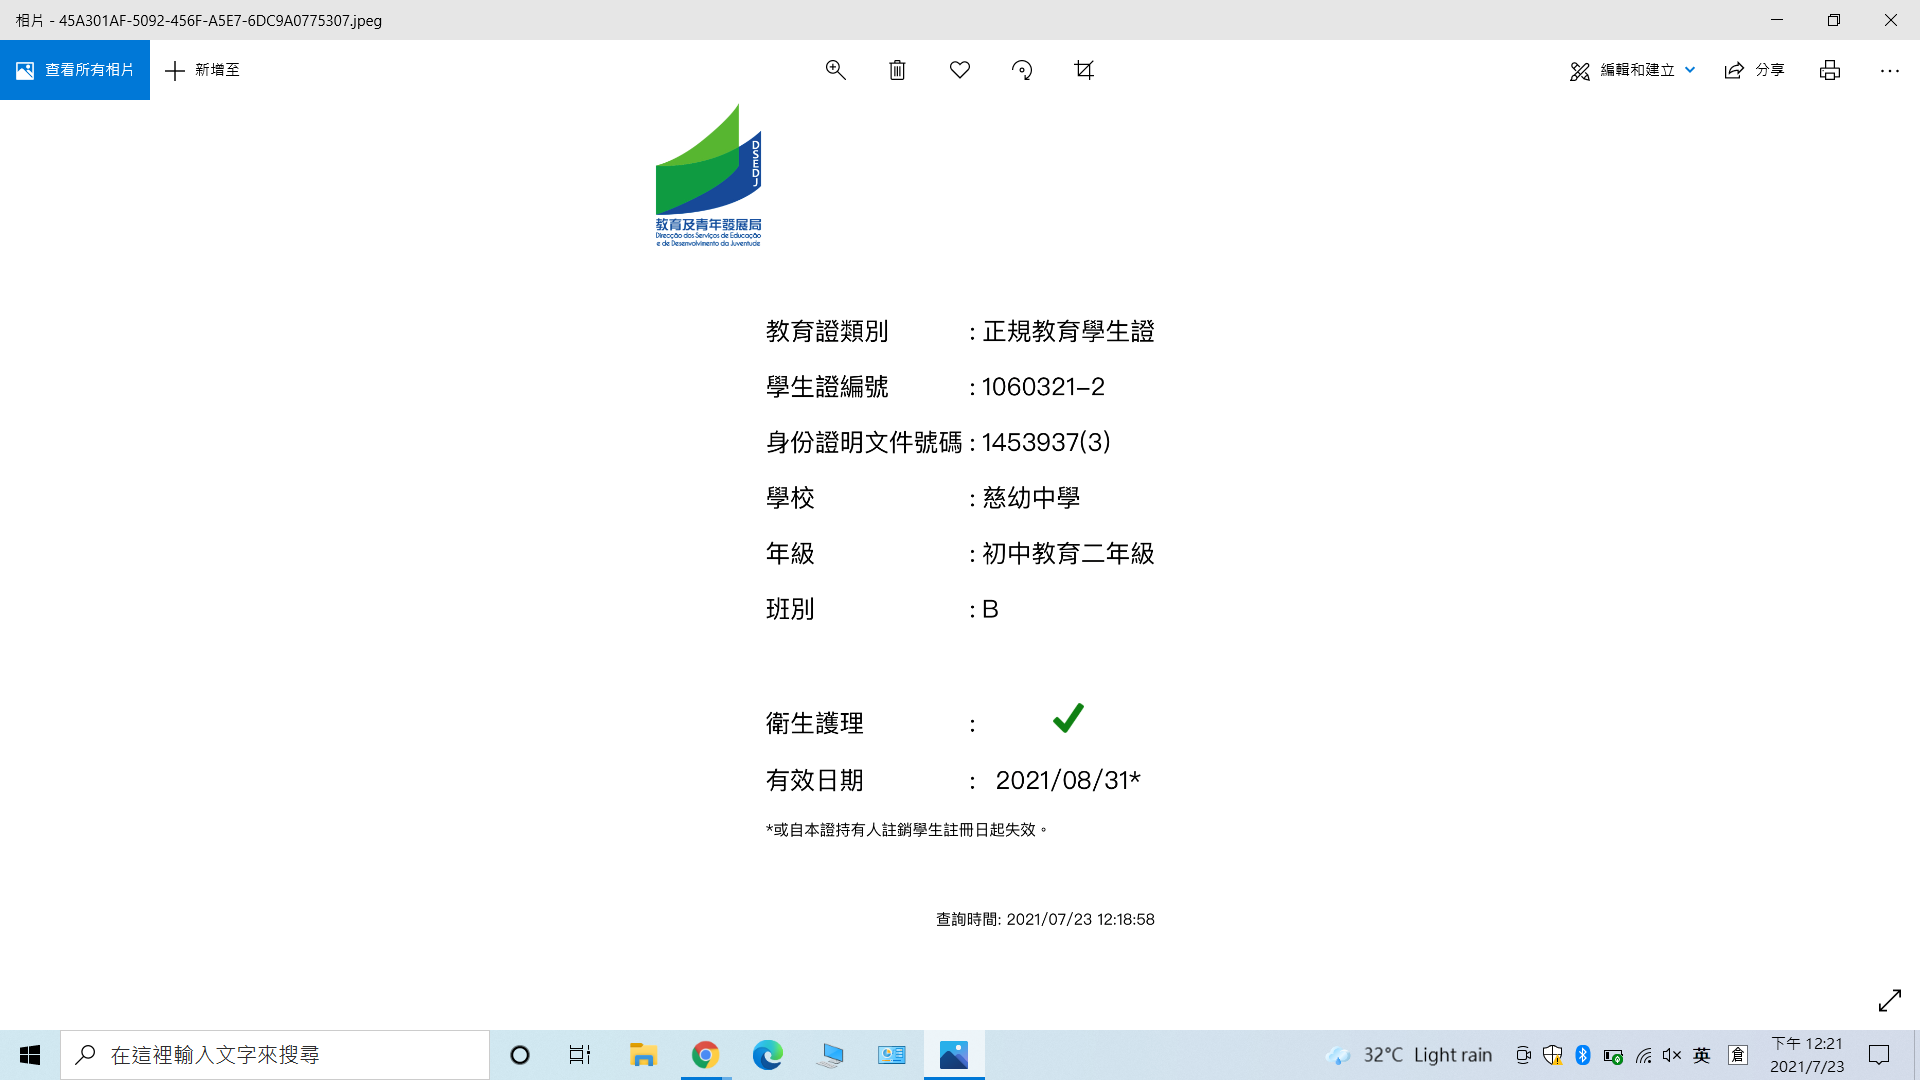 相片 - 45A301AF-5092-456F-A5E7-6DC9A0775307.jpeg
查看所有相片
新增至
編輯和建立
分享
DSEDJ
教育及青年發展局
Direcção dos Serviços de Educação
e de Desenvolvimento da Juventude
教育證類別 : 正規教育學生證
學生證編號 : 1060321-2
身份證明文件號碼 : 1453937(3)
學校 : 慈幼中學
年級 : 初中教育二年級
班別 : B
衛生護理 :
有效日期 : 2021/08/31*
*或自本證持有人註銷學生註冊日起失效。
查詢時間: 2021/07/23 12:18:58
在這裡輸入文字來搜尋
32°C Light rain
英
倉
下午 12:21
2021/7/23